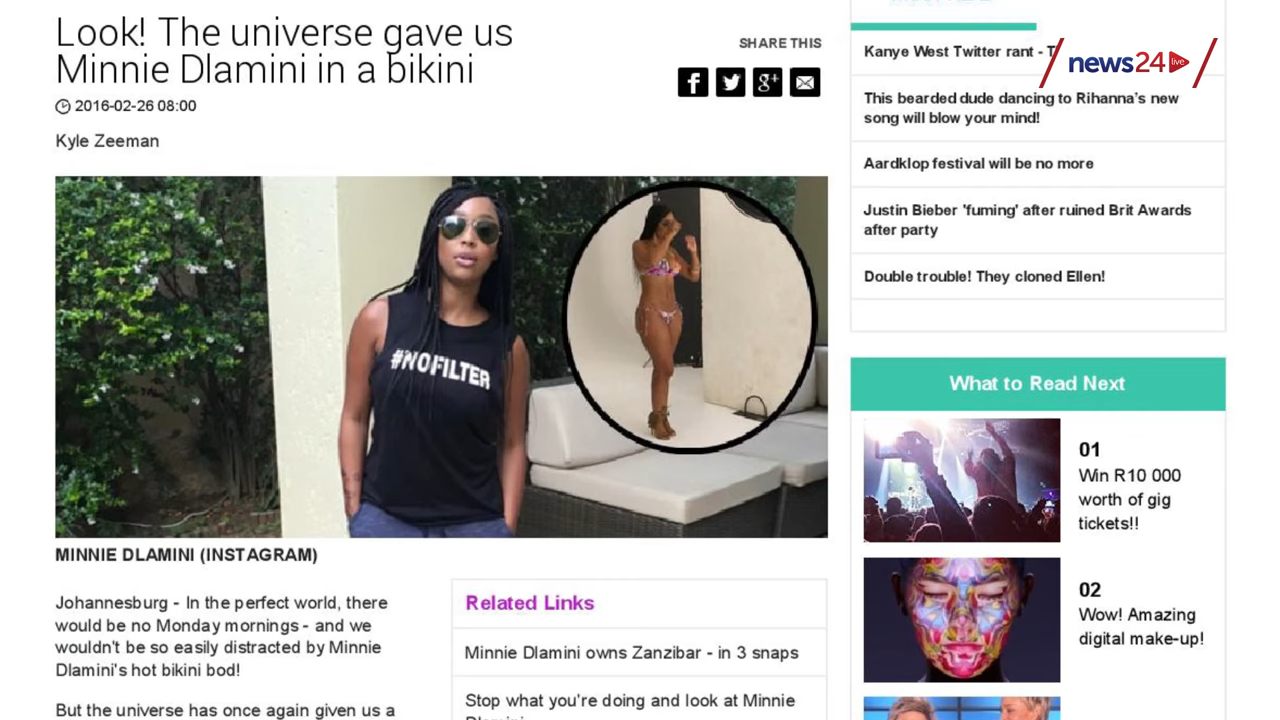 Look! The universe gave us
Minnie Dlamini in a bikini
2016-02-26 08:00
Kyle Zeeman
SHARE THIS
f
g+
#NOFILTER
MINNIE DLAMINI (INSTAGRAM)
Johannesburg - In the perfect world, there
would be no Monday mornings - and we
wouldn't be so easily distracted by Minnie
Dlamini's hot bikini bod!
But the universe has once again given us a
Related Links
Minnie Dlamini owns Zanzibar - in 3 snaps
Stop what you're doing and look at Minnie
Dlamini
Kanye West Twitter rant - T
news24 live
This bearded dude dancing to Rihanna's new
song will blow your mind!
Aardklop festival will be no more
Justin Bieber 'fuming' after ruined Brit Awards
after party
Double trouble! They cloned Ellen!
What to Read Next
01
Win R10 000
worth of gig
tickets!!
02
Wow! Amazing
digital make-up!